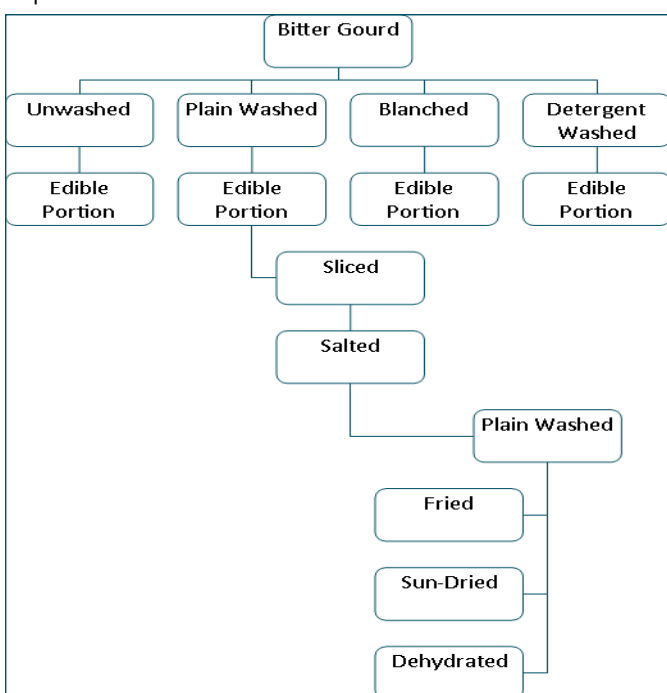 Bitter Gourd
Unwashed
Plain Washed
Blanched
Detergent
Washed
Edible
Portion
Edible
Portion
Edible
Portion
Edible
Portion
Sliced
Salted
Plain Washed
Fried
Sun-Dried
Dehydrated